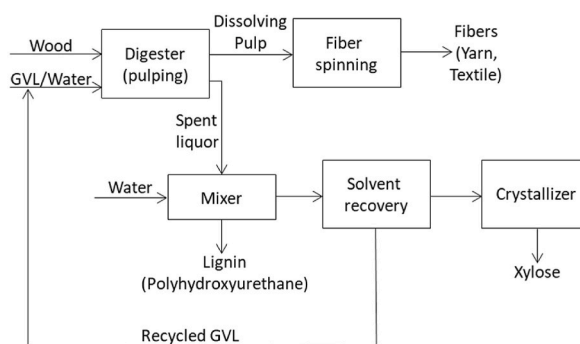 Wood
GVL/Water
Digester
(pulping)
Dissolving
Pulp
Fiber
spinning
Fibers
(Yarn,
Textile)
Spent
liquor
Water
Mixer
Solvent
recovery
Crystallizer
Lignin
(Polyhydroxyurethane)
Xylose
Recycled GVL